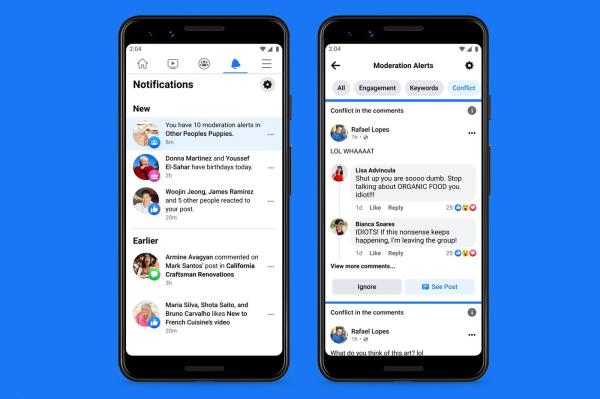 2:04
Notifications
New
You have 10 moderation alerts in
Other Peoples Puppies.
8m
Donna Martinez and Youssef
El-Sahar have birthdays today.
2h
Woojin Jeong, James Ramirez
and 5 other people reacted to
your post.
20m
Earlier
Armine Avagyan commented on
Mark Santos' post in California
Craftsman Renovations
3h
Maria Silva, Shota Saito, and
Bruno Carvalho likes New to
French Cuisine's video
20m
2:04
Moderation Alerts
All
Engagement
Keywords
Conflict
Conflict in the comments
Rafael Lopes
1h
LOL WHAAAAT
Lisa Advincula
Shut up you are soooo dumb. Stop
talking about ORGANIC FOOD you
idiot!!!
1d Like Reply 25
Bianca Soares
IDIOTS! If this nonsense keeps
happening, I'm leaving the group!
1d Like Reply 25
View more comments...
Ignore
See Post
Conflict in the comments
Rafael Lopes
1h
What do you think of this art? lol